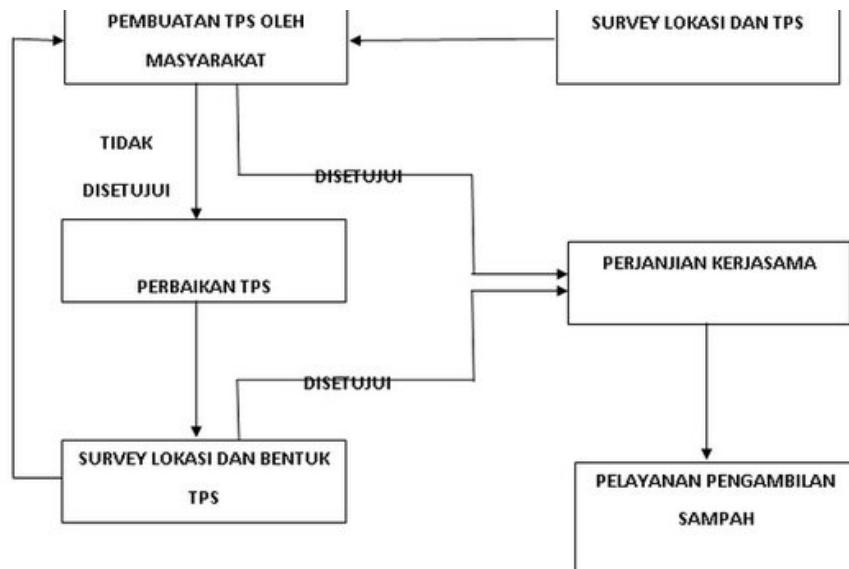 PEMBUATAN TPS OLEH
MASYARAKAT
SURVEY LOKASI DAN TPS
TIDAK
DISETUJUI
DISETUJUI
PERBAIKAN TPS
PERJANJIAN KERJASAMA
DISETUJUI
SURVEY LOKASI DAN BENTUK
TPS
PELAYANAN PENGAMBILAN
SAMPAH